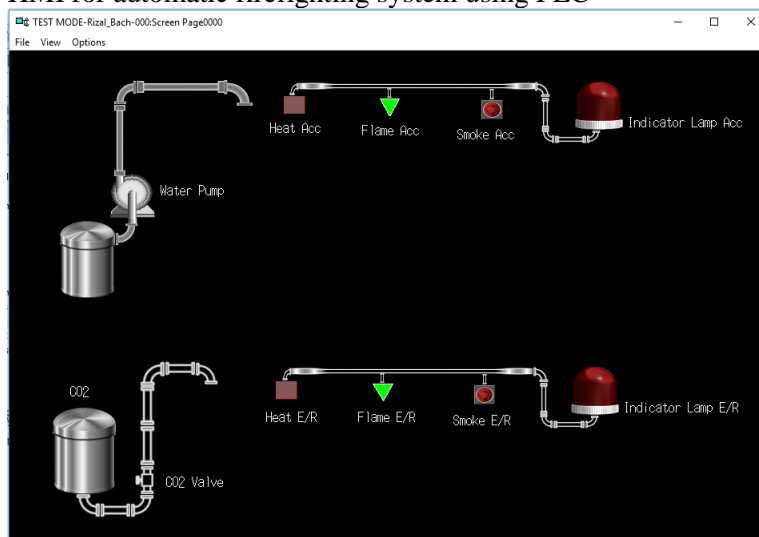 HMI for automatic firefighting system using PLC
TEST MODE-Rizal_Bach-000:Screen Page0000
File View Options
Heat Acc
Flame Acc
Smoke Acc
Indicator Lamp Acc
Water Pump
CO2
Heat E/R
Flame E/R
Smoke E/R
Indicator Lamp E/R
CO2 Valve